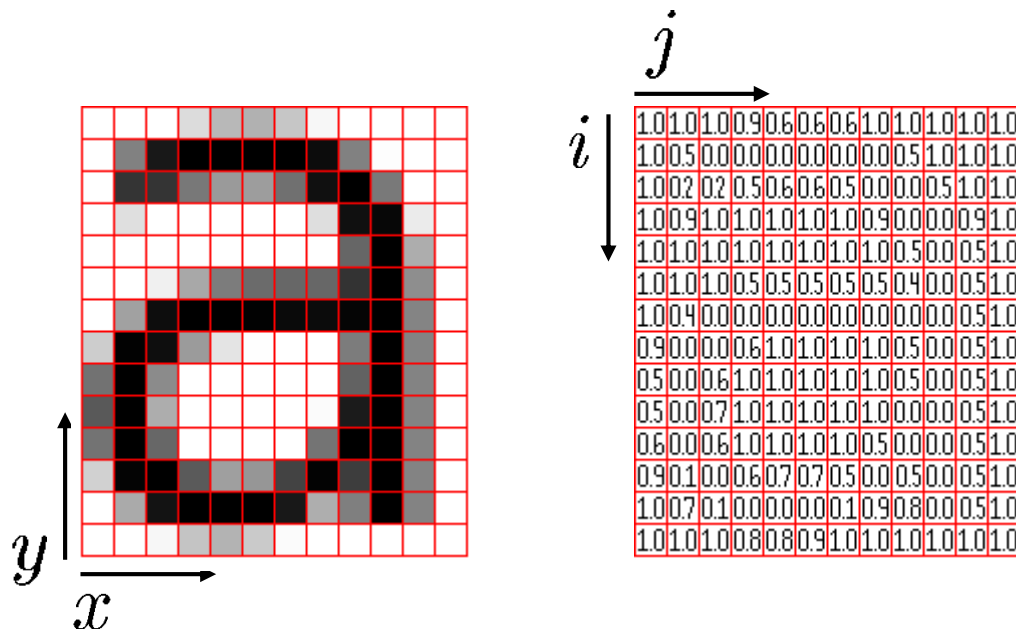 j
i
1.0 1.0 1.0 0.9 0.6 0.6 0.6 1.0 1.0 1.0 1.0 1.0
1.0 0.5 0.0 0.0 0.0 0.0 0.0 0.0 0.5 1.0 1.0 1.0
1.0 0.2 0.2 0.5 0.6 0.6 0.5 0.0 0.0 0.5 1.0 1.0
1.0 0.9 1.0 1.0 1.0 1.0 1.0 0.9 0.0 0.0 0.9 1.0
1.0 1.0 1.0 1.0 1.0 1.0 1.0 1.0 0.5 0.0 0.5 1.0
1.0 1.0 1.0 0.5 0.5 0.5 0.5 0.5 0.4 0.0 0.5 1.0
1.0 0.4 0.0 0.0 0.0 0.0 0.0 0.0 0.0 0.0 0.5 1.0
0.9 0.0 0.0 0.6 1.0 1.0 1.0 1.0 0.5 0.0 0.5 1.0
0.5 0.0 0.6 1.0 1.0 1.0 1.0 1.0 0.5 0.0 0.5 1.0
0.5 0.0 0.7 1.0 1.0 1.0 1.0 1.0 0.0 0.0 0.5 1.0
0.6 0.0 0.6 1.0 1.0 1.0 1.0 0.5 0.0 0.0 0.5 1.0
0.9 0.1 0.0 0.6 0.7 0.7 0.5 0.0 0.5 0.0 0.5 1.0
1.0 0.7 0.1 0.0 0.0 0.0 0.1 0.9 0.8 0.0 0.5 1.0
1.0 1.0 1.0 0.8 0.8 0.9 1.0 1.0 1.0 1.0 1.0 1.0
y
x